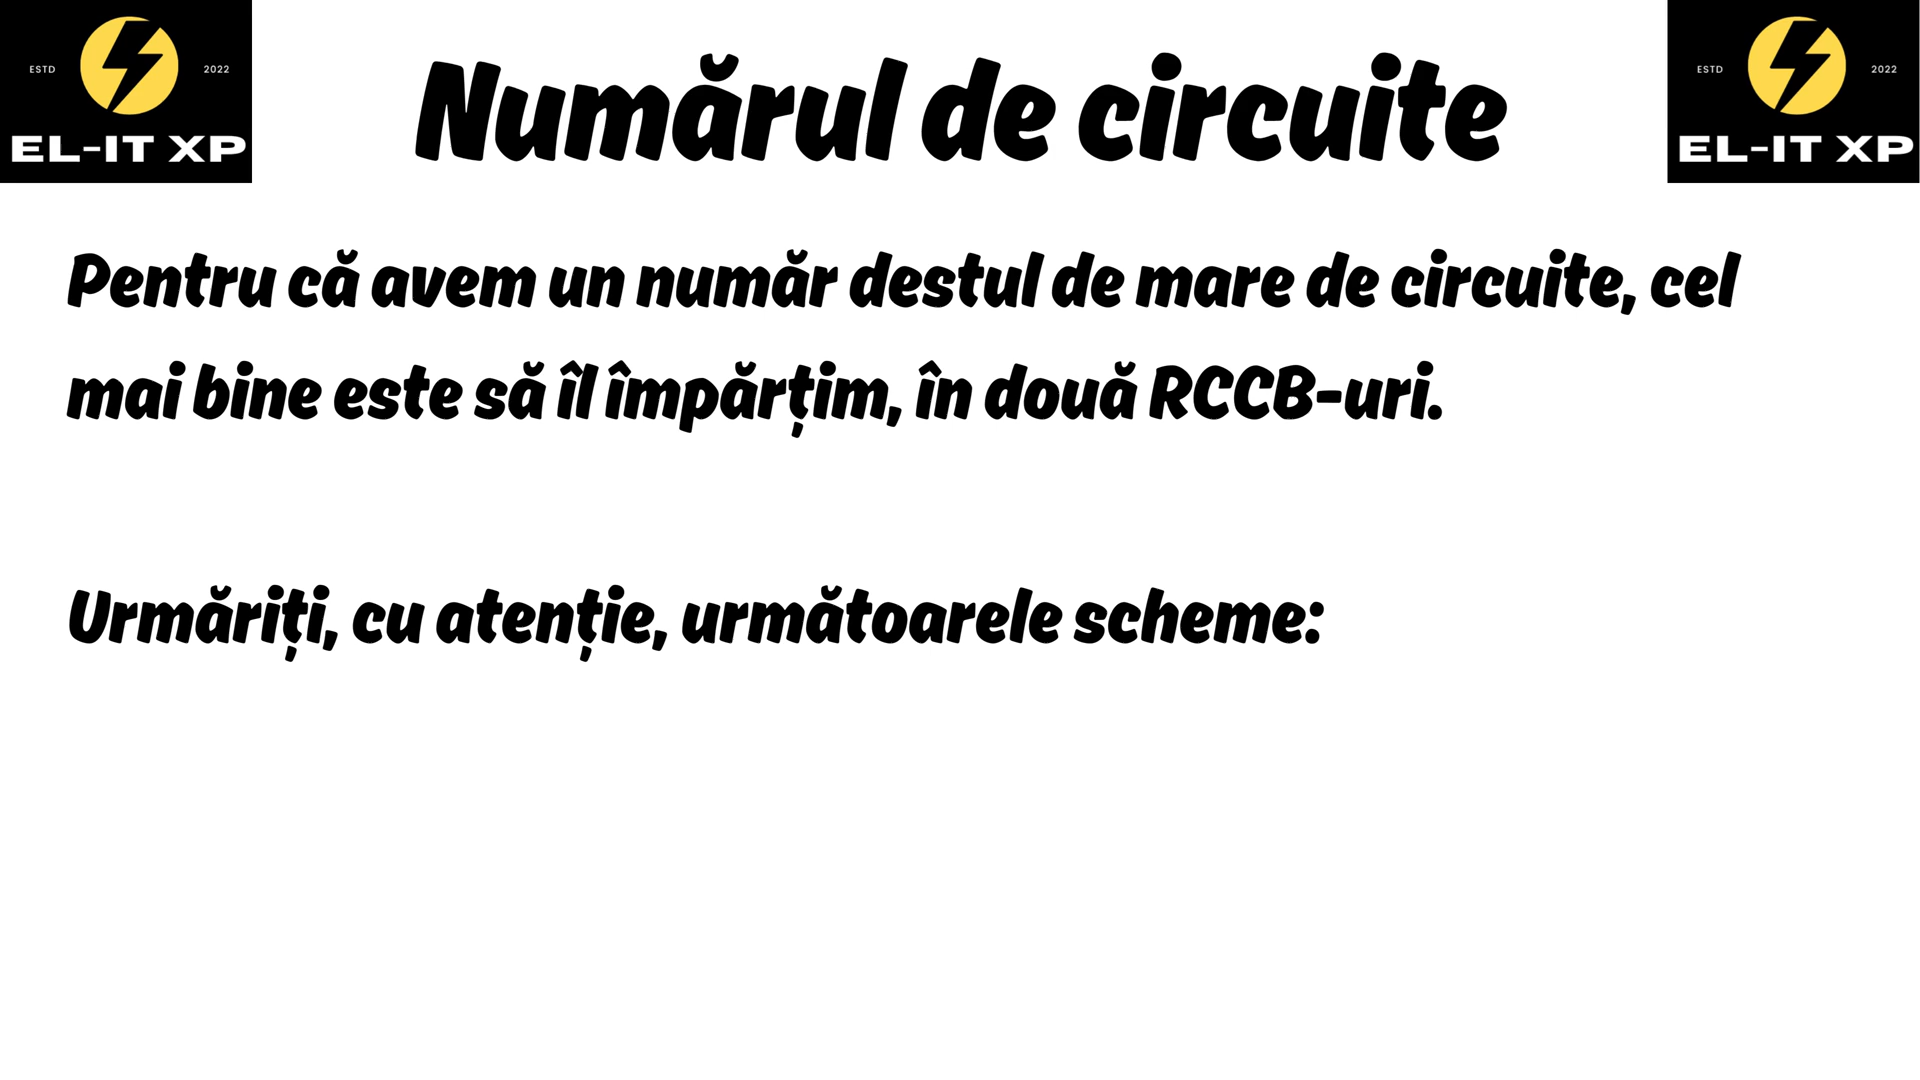 ESTD 2022
EL-IT XP
Numărul de circuite
ESTD 2022
EL-IT XP
Pentru că avem un număr destul de mare de circuite, cel
mai bine este să îl împărțim, în două RCCB-uri.
Urmăriți, cu atenție, următoarele scheme: